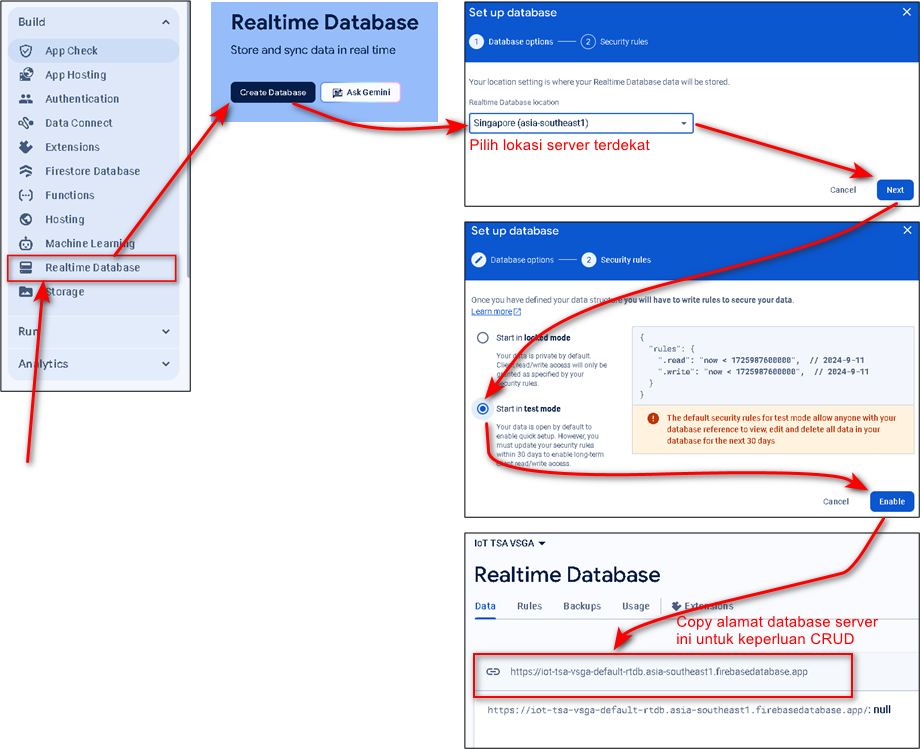 Build
App Check
App Hosting
Authentication
Data Connect
Extensions
Firestore Database
Functions
Hosting
Machine Learning
Realtime Database
Storage
Run
Analytics
Realtime Database
Store and sync data in real time
Create Database
Ask Gemini
Set up database
1 Database options
2 Security rules
Your location setting is where your Realtime Database data will be stored.
Realtime Database location
Singapore (asia-southeast1)
Pilih lokasi server terdekat
Cancel
Next
Set up database
Database options
2 Security rules
Once you have defined your data structure you will have to write rules to secure your data.
Learn more
Start in locked mode
Your data is private by default.
Client read/write access will only be
granted as specified by your
security rules.
Start in test mode
Your data is open by default to
enable quick setup. However, you
must update your security rules
within 30 days to enable long-term
client read/write access.
{
"rules": {
".read": "now < 1725987600000", // 2024-9-11
".write": "now < 1725987600000", // 2024-9-11
}
}
The default security rules for test mode allow anyone with your
database reference to view, edit and delete all data in your
database for the next 30 days
Cancel
Enable
IoT TSA VSGA
Realtime Database
Data
Rules
Backups
Usage
Extensions
Copy alamat database server
ini untuk keperluan CRUD
https://iot-tsa-vsga-default-rtdb.asia-southeast1.firebasedatabase.app
https://iot-tsa-vsga-default-rtdb.asia-southeast1.firebasedatabase.app/: null